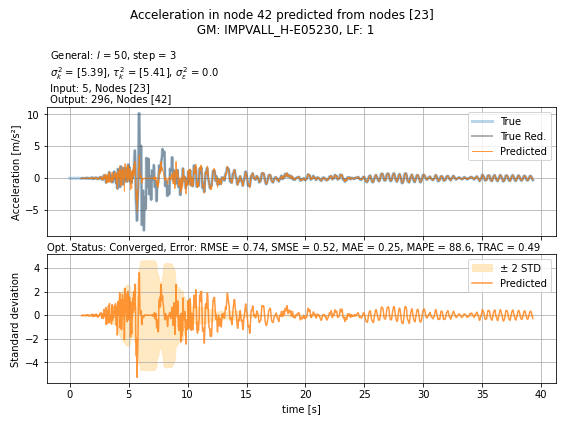 Acceleration in node 42 predicted from nodes [23]
GM: IMPVALL_H-E05230, LF: 1
General: l = 50, step = 3
σ²ₖ = [5.39], τ²ₖ = [5.41], σ²ε = 0.0
Input: 5, Nodes [23]
Output: 296, Nodes [42]
10
5
0
−5
Acceleration [m/s²]
True
True Red.
Predicted
Opt. Status: Converged, Error: RMSE = 0.74, SMSE = 0.52, MAE = 0.25, MAPE = 88.6, TRAC = 0.49
4
2
0
−2
−4
Standard deviation
± 2 STD
Predicted
0 5 10 15 20 25 30 35 40
time [s]